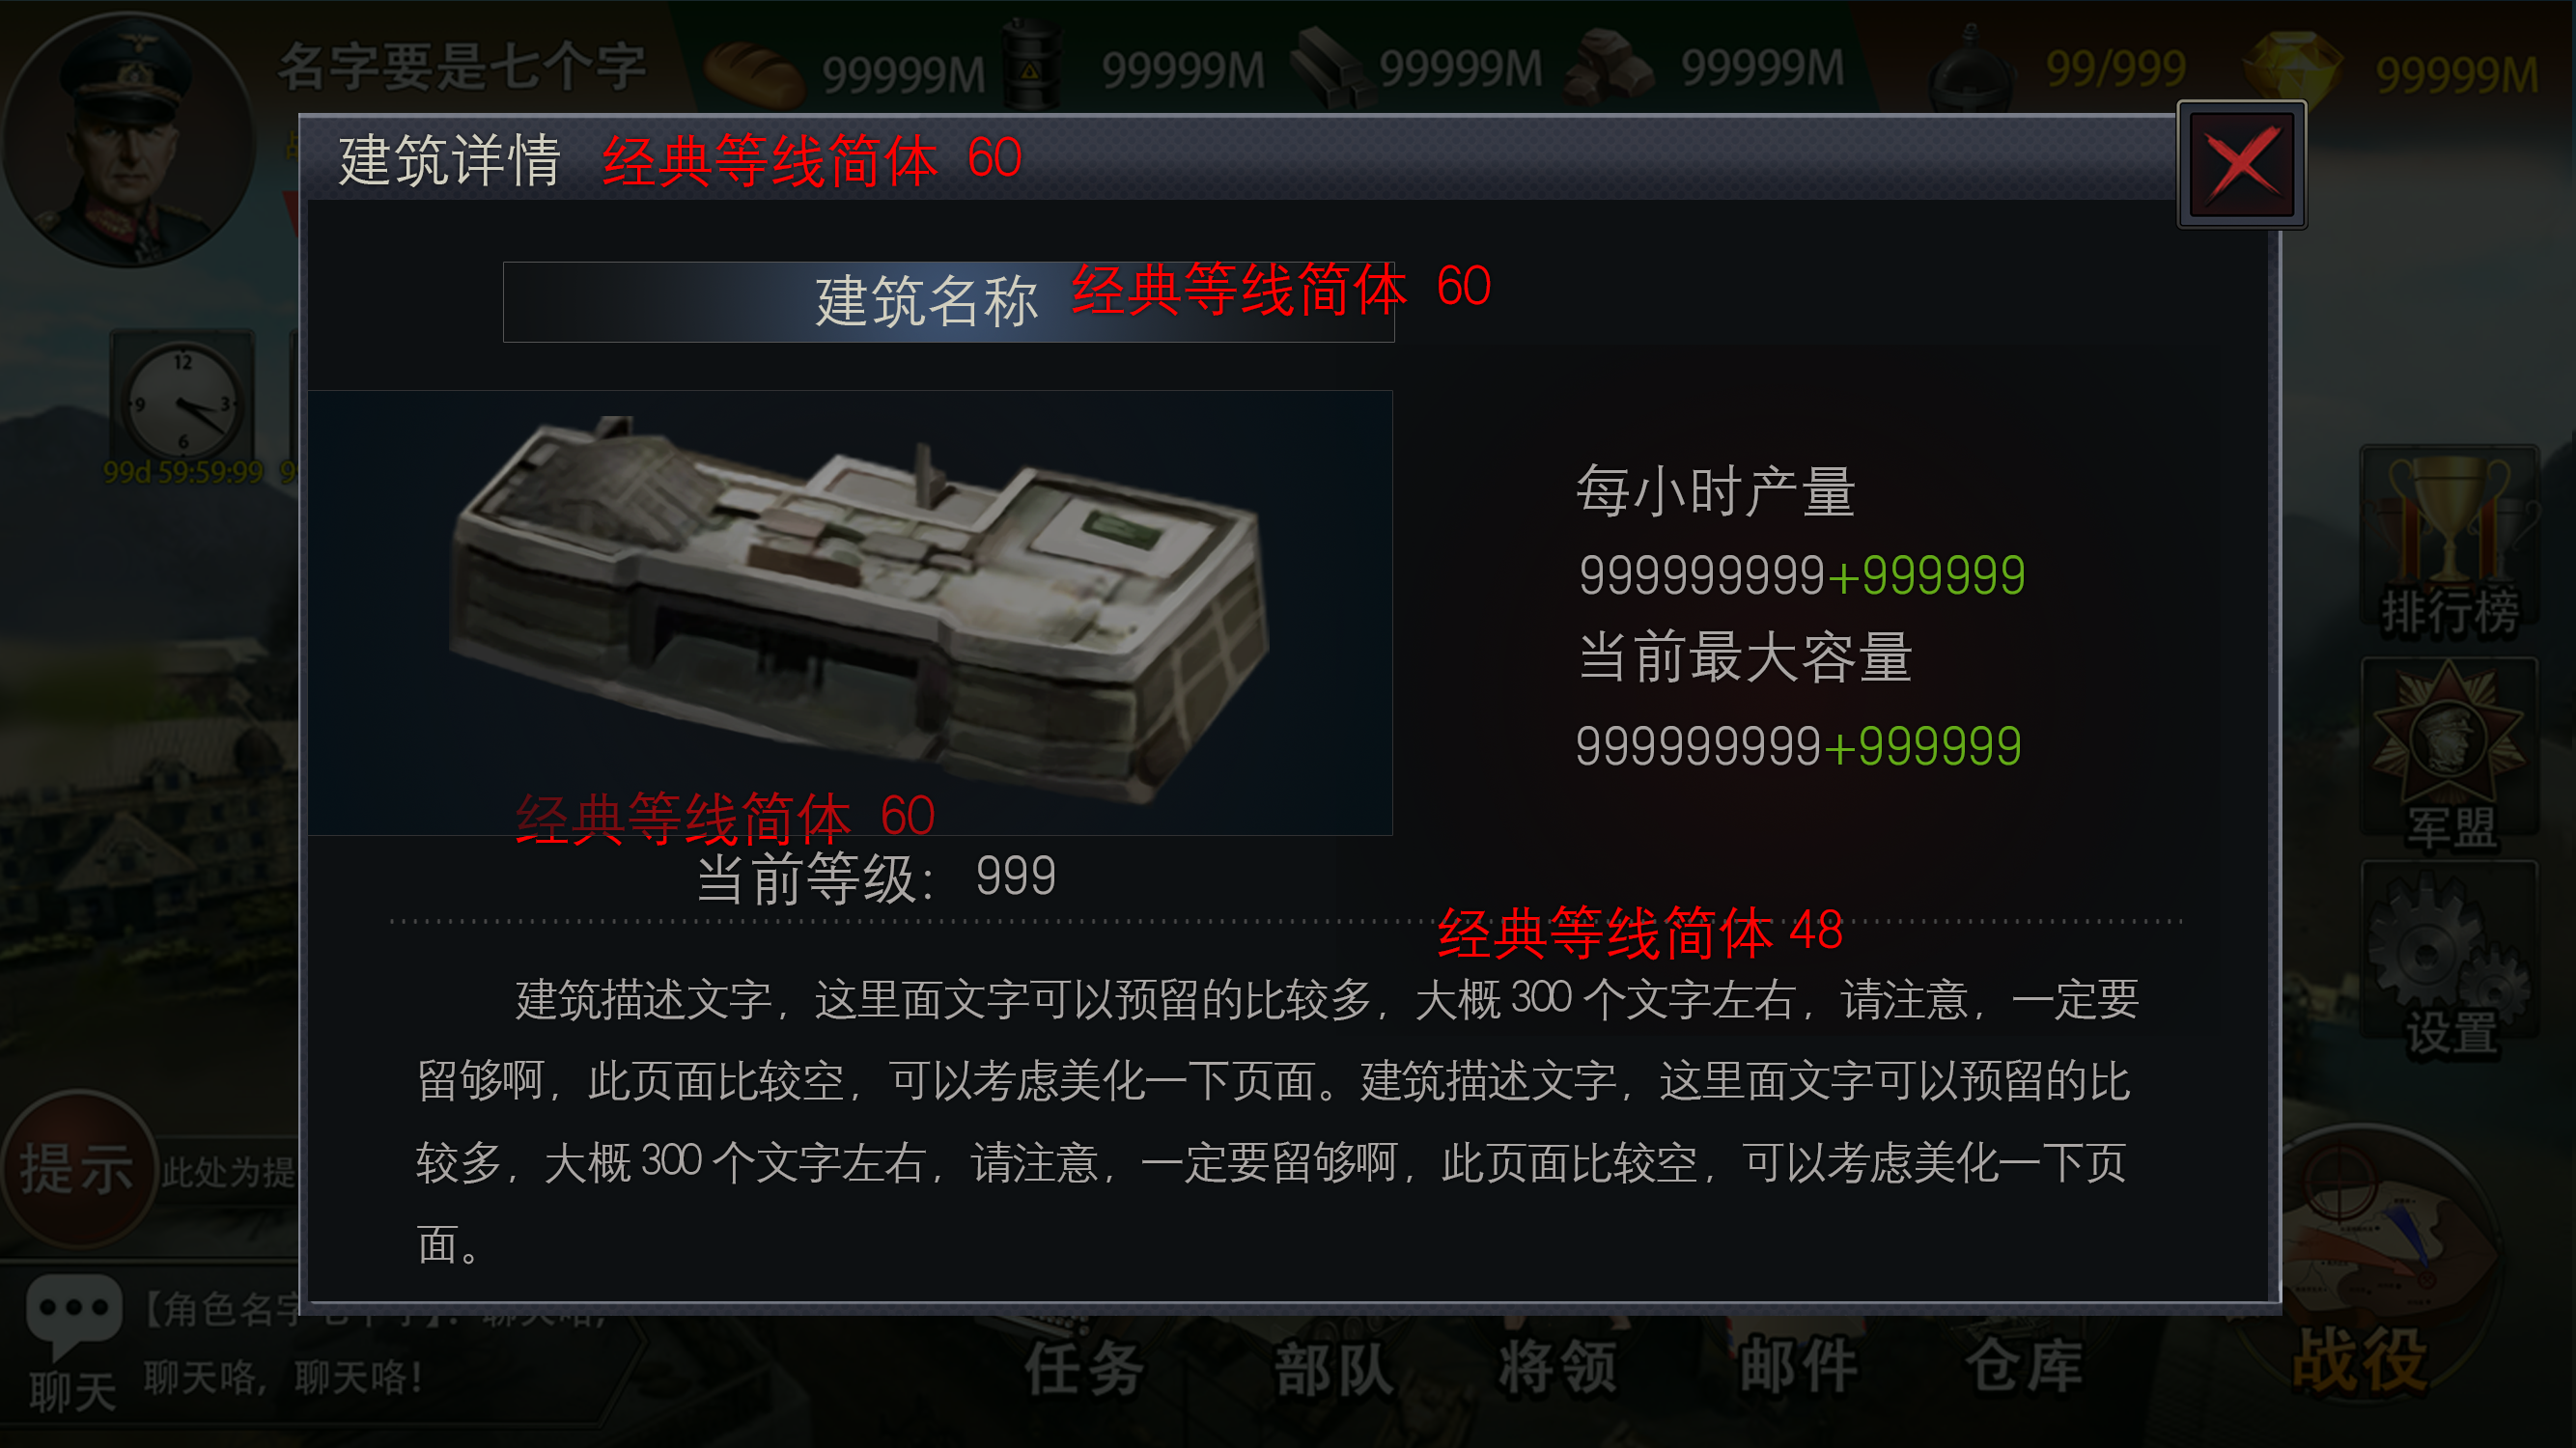 名字要是七个字 99999M 99999M 99999M 99999M 99/999 99999M
建筑详情 经典等线简体 60
建筑名称 经典等线简体 60
12
9 3
6
99d 59:59:99
每小时产量
999999999+999999
当前最大容量
999999999+999999
排行榜
军盟
设置
经典等线简体 60
当前等级： 999
经典等线简体 48
建筑描述文字，这里面文字可以预留的比较多，大概 300 个文字左右，请注意，一定要
留够啊，此页面比较空，可以考虑美化一下页面。建筑描述文字，这里面文字可以预留的比
较多，大概 300 个文字左右，请注意，一定要留够啊，此页面比较空，可以考虑美化一下页
面。
提示 此处为提
【角色名字七个字】：聊天咯，
聊天咯，聊天咯！
聊天
任务 部队 将领 邮件 仓库 战役